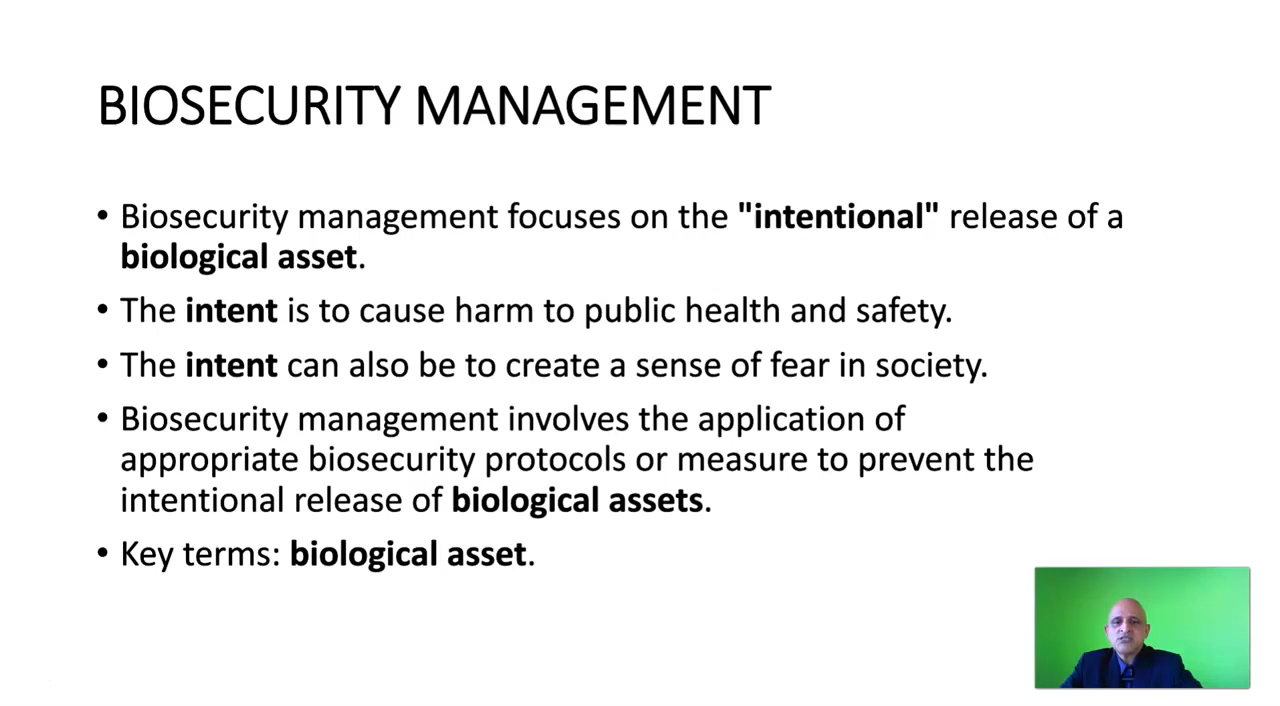 BIOSECURITY MANAGEMENT
• Biosecurity management focuses on the "intentional" release of a
biological asset.
• The intent is to cause harm to public health and safety.
• The intent can also be to create a sense of fear in society.
• Biosecurity management involves the application of
appropriate biosecurity protocols or measure to prevent the
intentional release of biological assets.
• Key terms: biological asset.